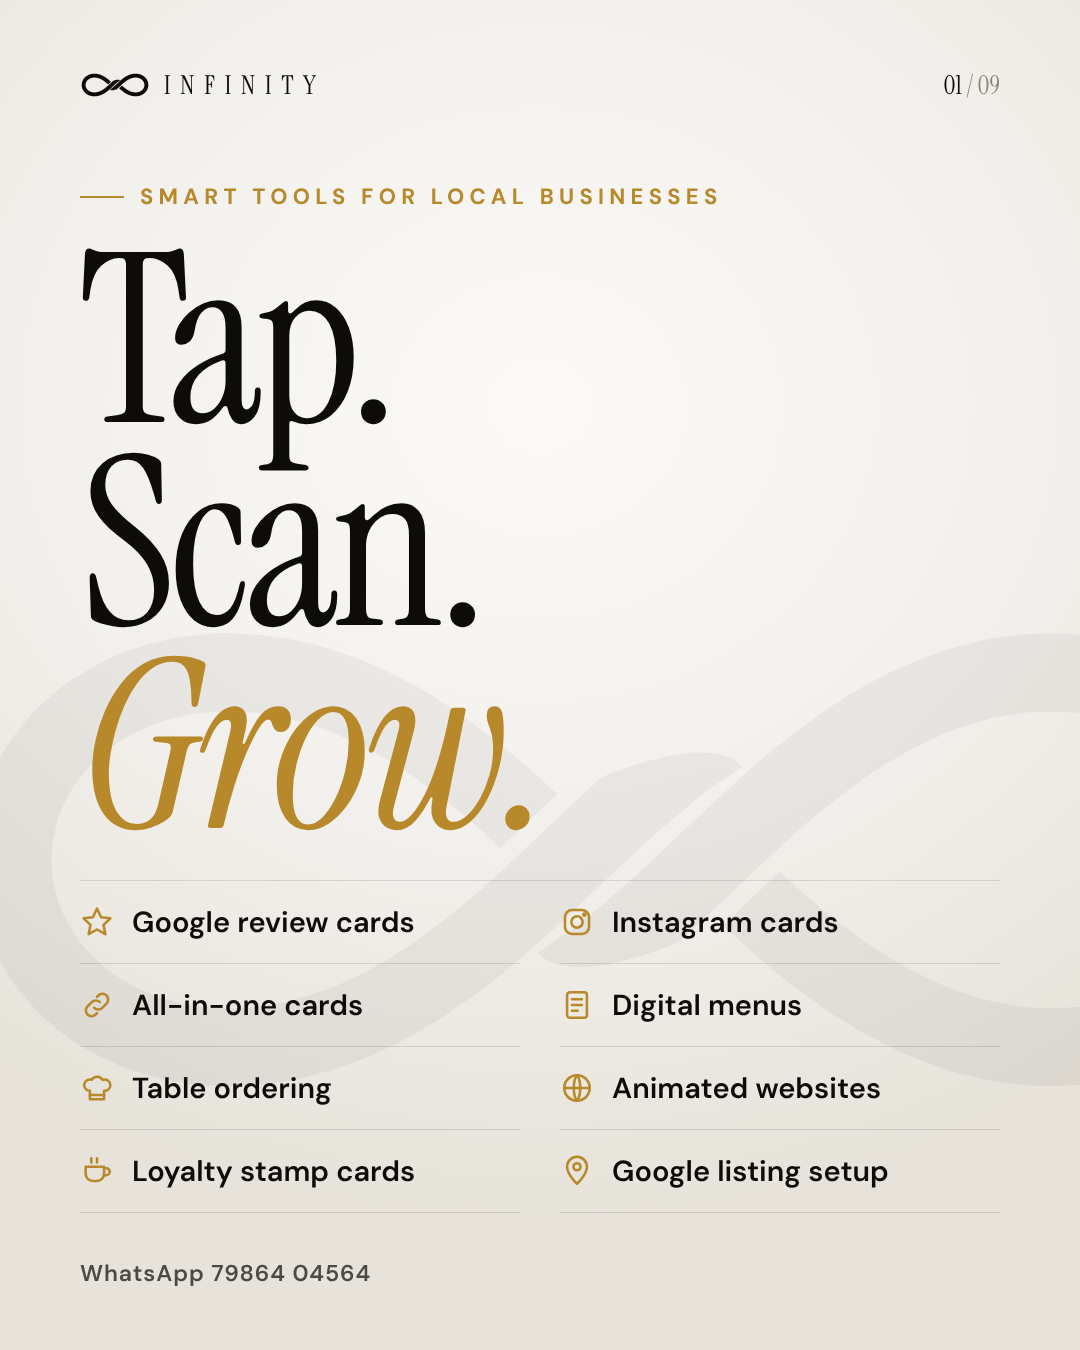 INFINITY
01 / 09
SMART TOOLS FOR LOCAL BUSINESSES
Tap.
Scan.
Grow.
Google review cards
Instagram cards
All-in-one cards
Digital menus
Table ordering
Animated websites
Loyalty stamp cards
Google listing setup
WhatsApp 79864 04564